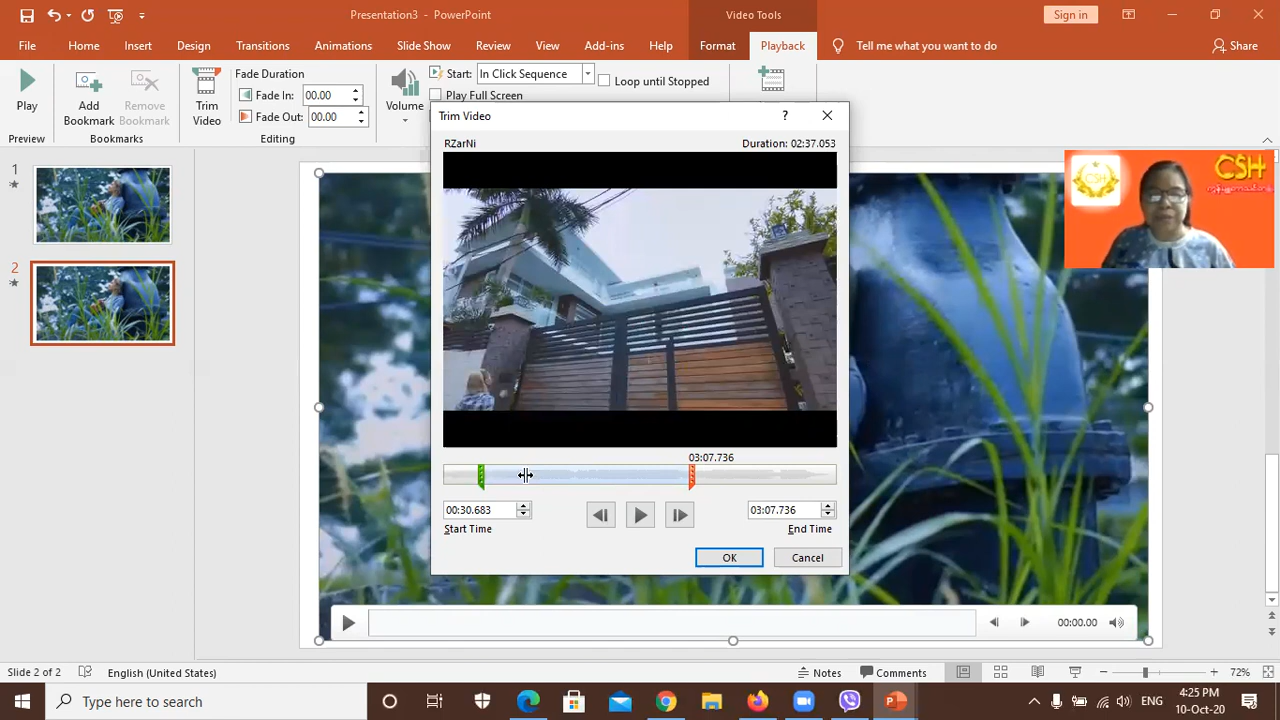 Presentation3 - PowerPoint
Video Tools
Sign in
File
Home
Insert
Design
Transitions
Animations
Slide Show
Review
View
Add-ins
Help
Format
Playback
Tell me what you want to do
Share
Play
Preview
Add Bookmark
Remove Bookmark
Bookmarks
Trim Video
Fade Duration
Fade In: 00.00
Fade Out: 00.00
Editing
Volume
Start: In Click Sequence
Loop until Stopped
Play Full Screen
Trim Video
?
RZarNi
Duration: 02:37.053
03:07.736
00:30.683
Start Time
03:07.736
End Time
OK
Cancel
1
2
CSH
CSH
00:00.00
Slide 2 of 2
English (United States)
Notes
Comments
72%
Type here to search
ENG
4:25 PM
10-Oct-20